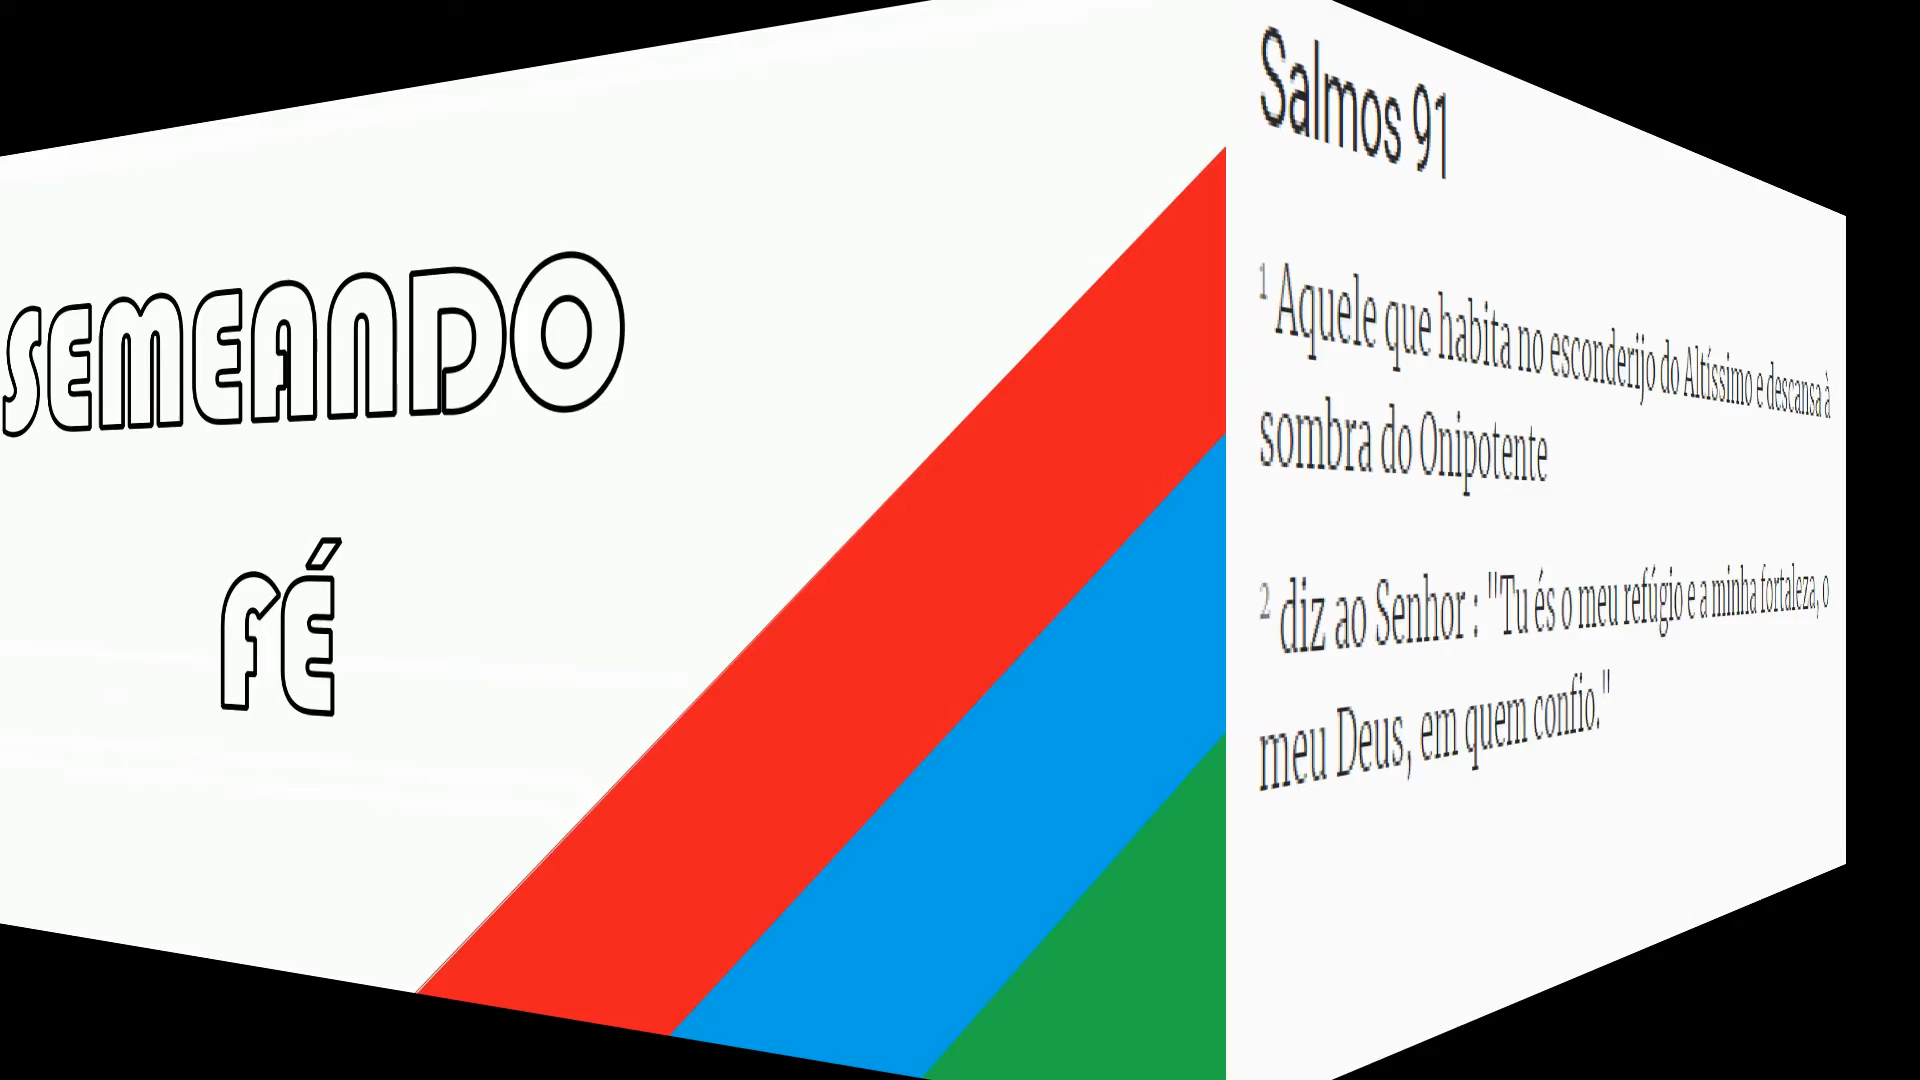 SEMEANDO
FÉ
Salmos 91
1 Aquele que habita no esconderijo do Altíssimo e descansa à
sombra do Onipotente
2 diz ao Senhor : "Tu és o meu refúgio e a minha fortaleza, o
meu Deus, em quem confio."